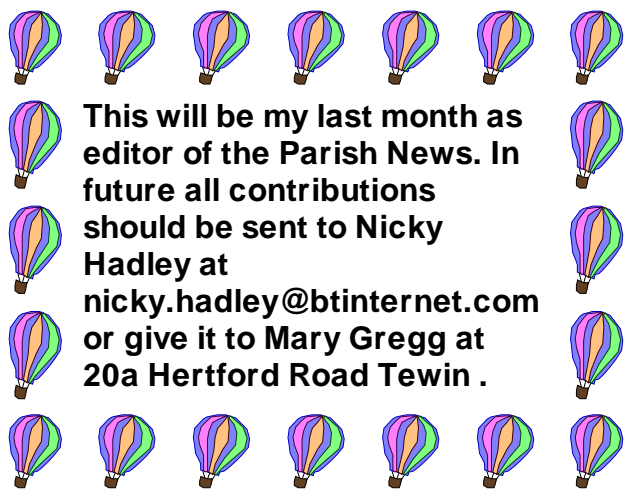 This will be my last month as
editor of the Parish News. In
future all contributions
should be sent to Nicky
Hadley at
nicky.hadley@btinternet.com
or give it to Mary Gregg at
20a Hertford Road Tewin .